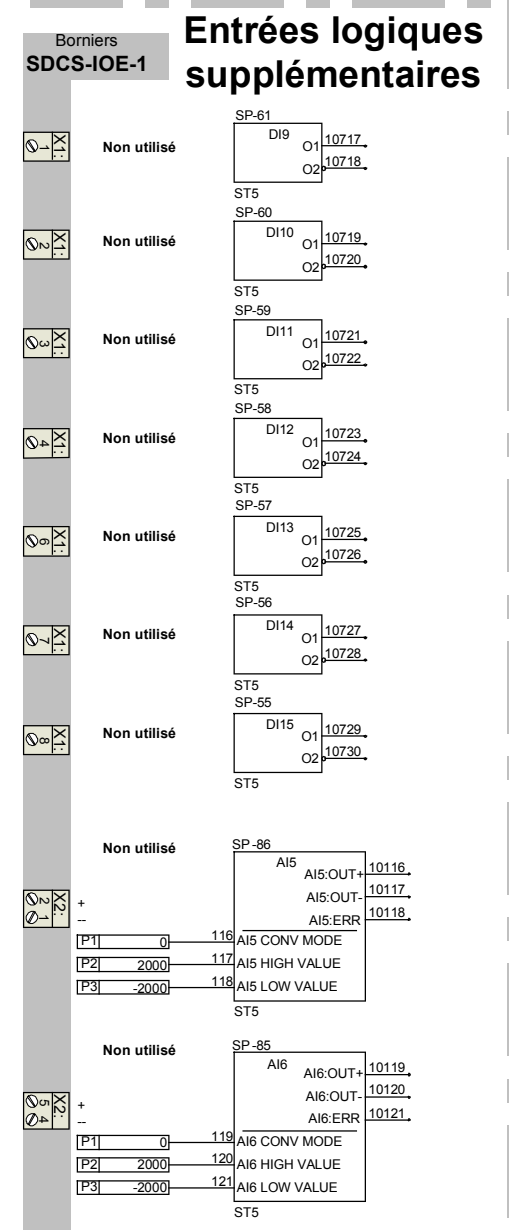 Borniers
SDCS-IOE-1
Entrées logiques
supplémentaires
SP-61
X1:
1
Non utilisé
DI9
O1 10717
O2 10718
ST5
SP-60
X1:
2
Non utilisé
DI10
O1 10719
O2 10720
ST5
SP-59
X1:
3
Non utilisé
DI11
O1 10721
O2 10722
ST5
SP-58
X1:
4
Non utilisé
DI12
O1 10723
O2 10724
ST5
SP-57
X1:
6
Non utilisé
DI13
O1 10725
O2 10726
ST5
SP-56
X1:
7
Non utilisé
DI14
O1 10727
O2 10728
ST5
SP-55
X1:
8
Non utilisé
DI15
O1 10729
O2 10730
ST5
Non utilisé
SP-86
AI5
AI5:OUT+ 10116
AI5:OUT- 10117
AI5:ERR 10118
X2:
2 1
+
--
P1 0 116 AI5 CONV MODE
P2 2000 117 AI5 HIGH VALUE
P3 -2000 118 AI5 LOW VALUE
ST5
Non utilisé
SP-85
AI6
AI6:OUT+ 10119
AI6:OUT- 10120
AI6:ERR 10121
X2:
5 4
+
--
P1 0 119 AI6 CONV MODE
P2 2000 120 AI6 HIGH VALUE
P3 -2000 121 AI6 LOW VALUE
ST5